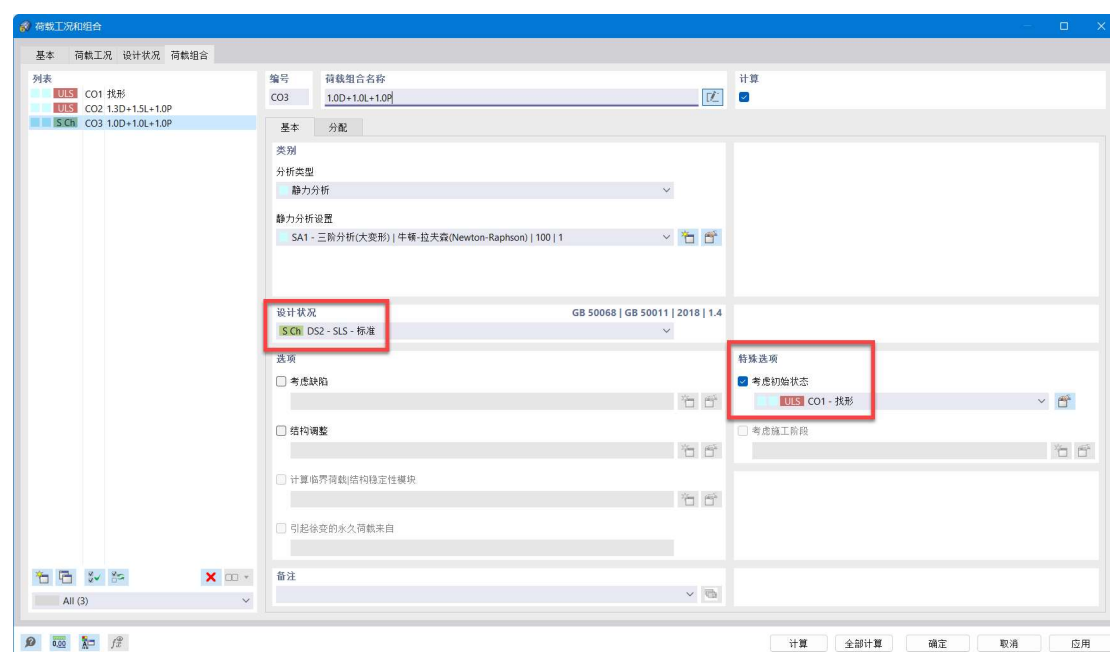 荷载工况和组合
基本 荷载工况 设计状况 荷载组合
列表
ULS CO1 找形
ULS CO2 1.3D+1.5L+1.0P
S Ch CO3 1.0D+1.0L+1.0P
编号 荷载组合名称
CO3 1.0D+1.0L+1.0P
计算
基本 分配
类别
分析类型
静力分析
静力分析设置
SA1 - 三阶分析(大变形) | 牛顿-拉夫森(Newton-Raphson) | 100 | 1
设计状况 GB 50068 | GB 50011 | 2018 | 1.4
S Ch DS2 - SLS - 标准
选项
考虑缺陷
结构调整
计算临界荷载|结构稳定性模块
引起徐变的永久荷载来自
特殊选项
考虑初始状态
ULS CO1 - 找形
考虑施工阶段
备注
All (3)
0,00
计算 全部计算 确定 取消 应用